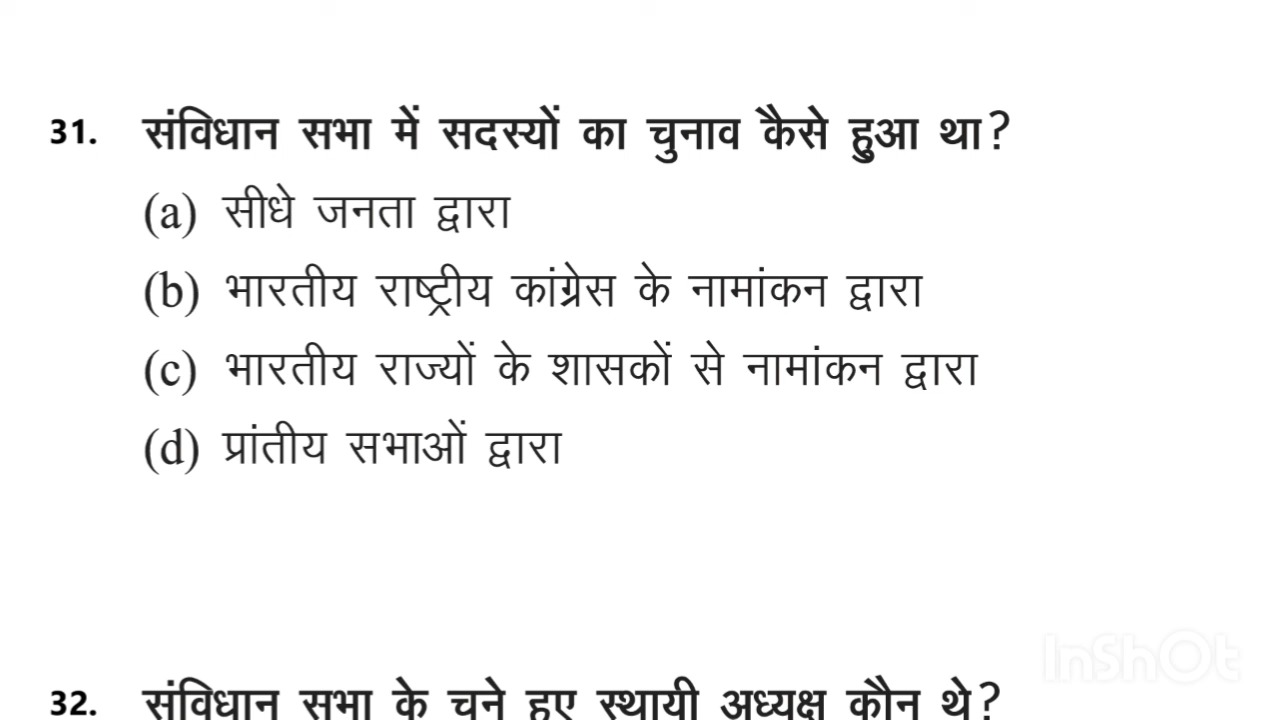 31. संविधान सभा में सदस्यों का चुनाव कैसे हुआ था?
(a) सीधे जनता द्वारा
(b) भारतीय राष्ट्रीय कांग्रेस के नामांकन द्वारा
(c) भारतीय राज्यों के शासकों से नामांकन द्वारा
(d) प्रांतीय सभाओं द्वारा
InShOt
32. संविधान सभा के चुने हुए स्थायी अध्यक्ष कौन थे?